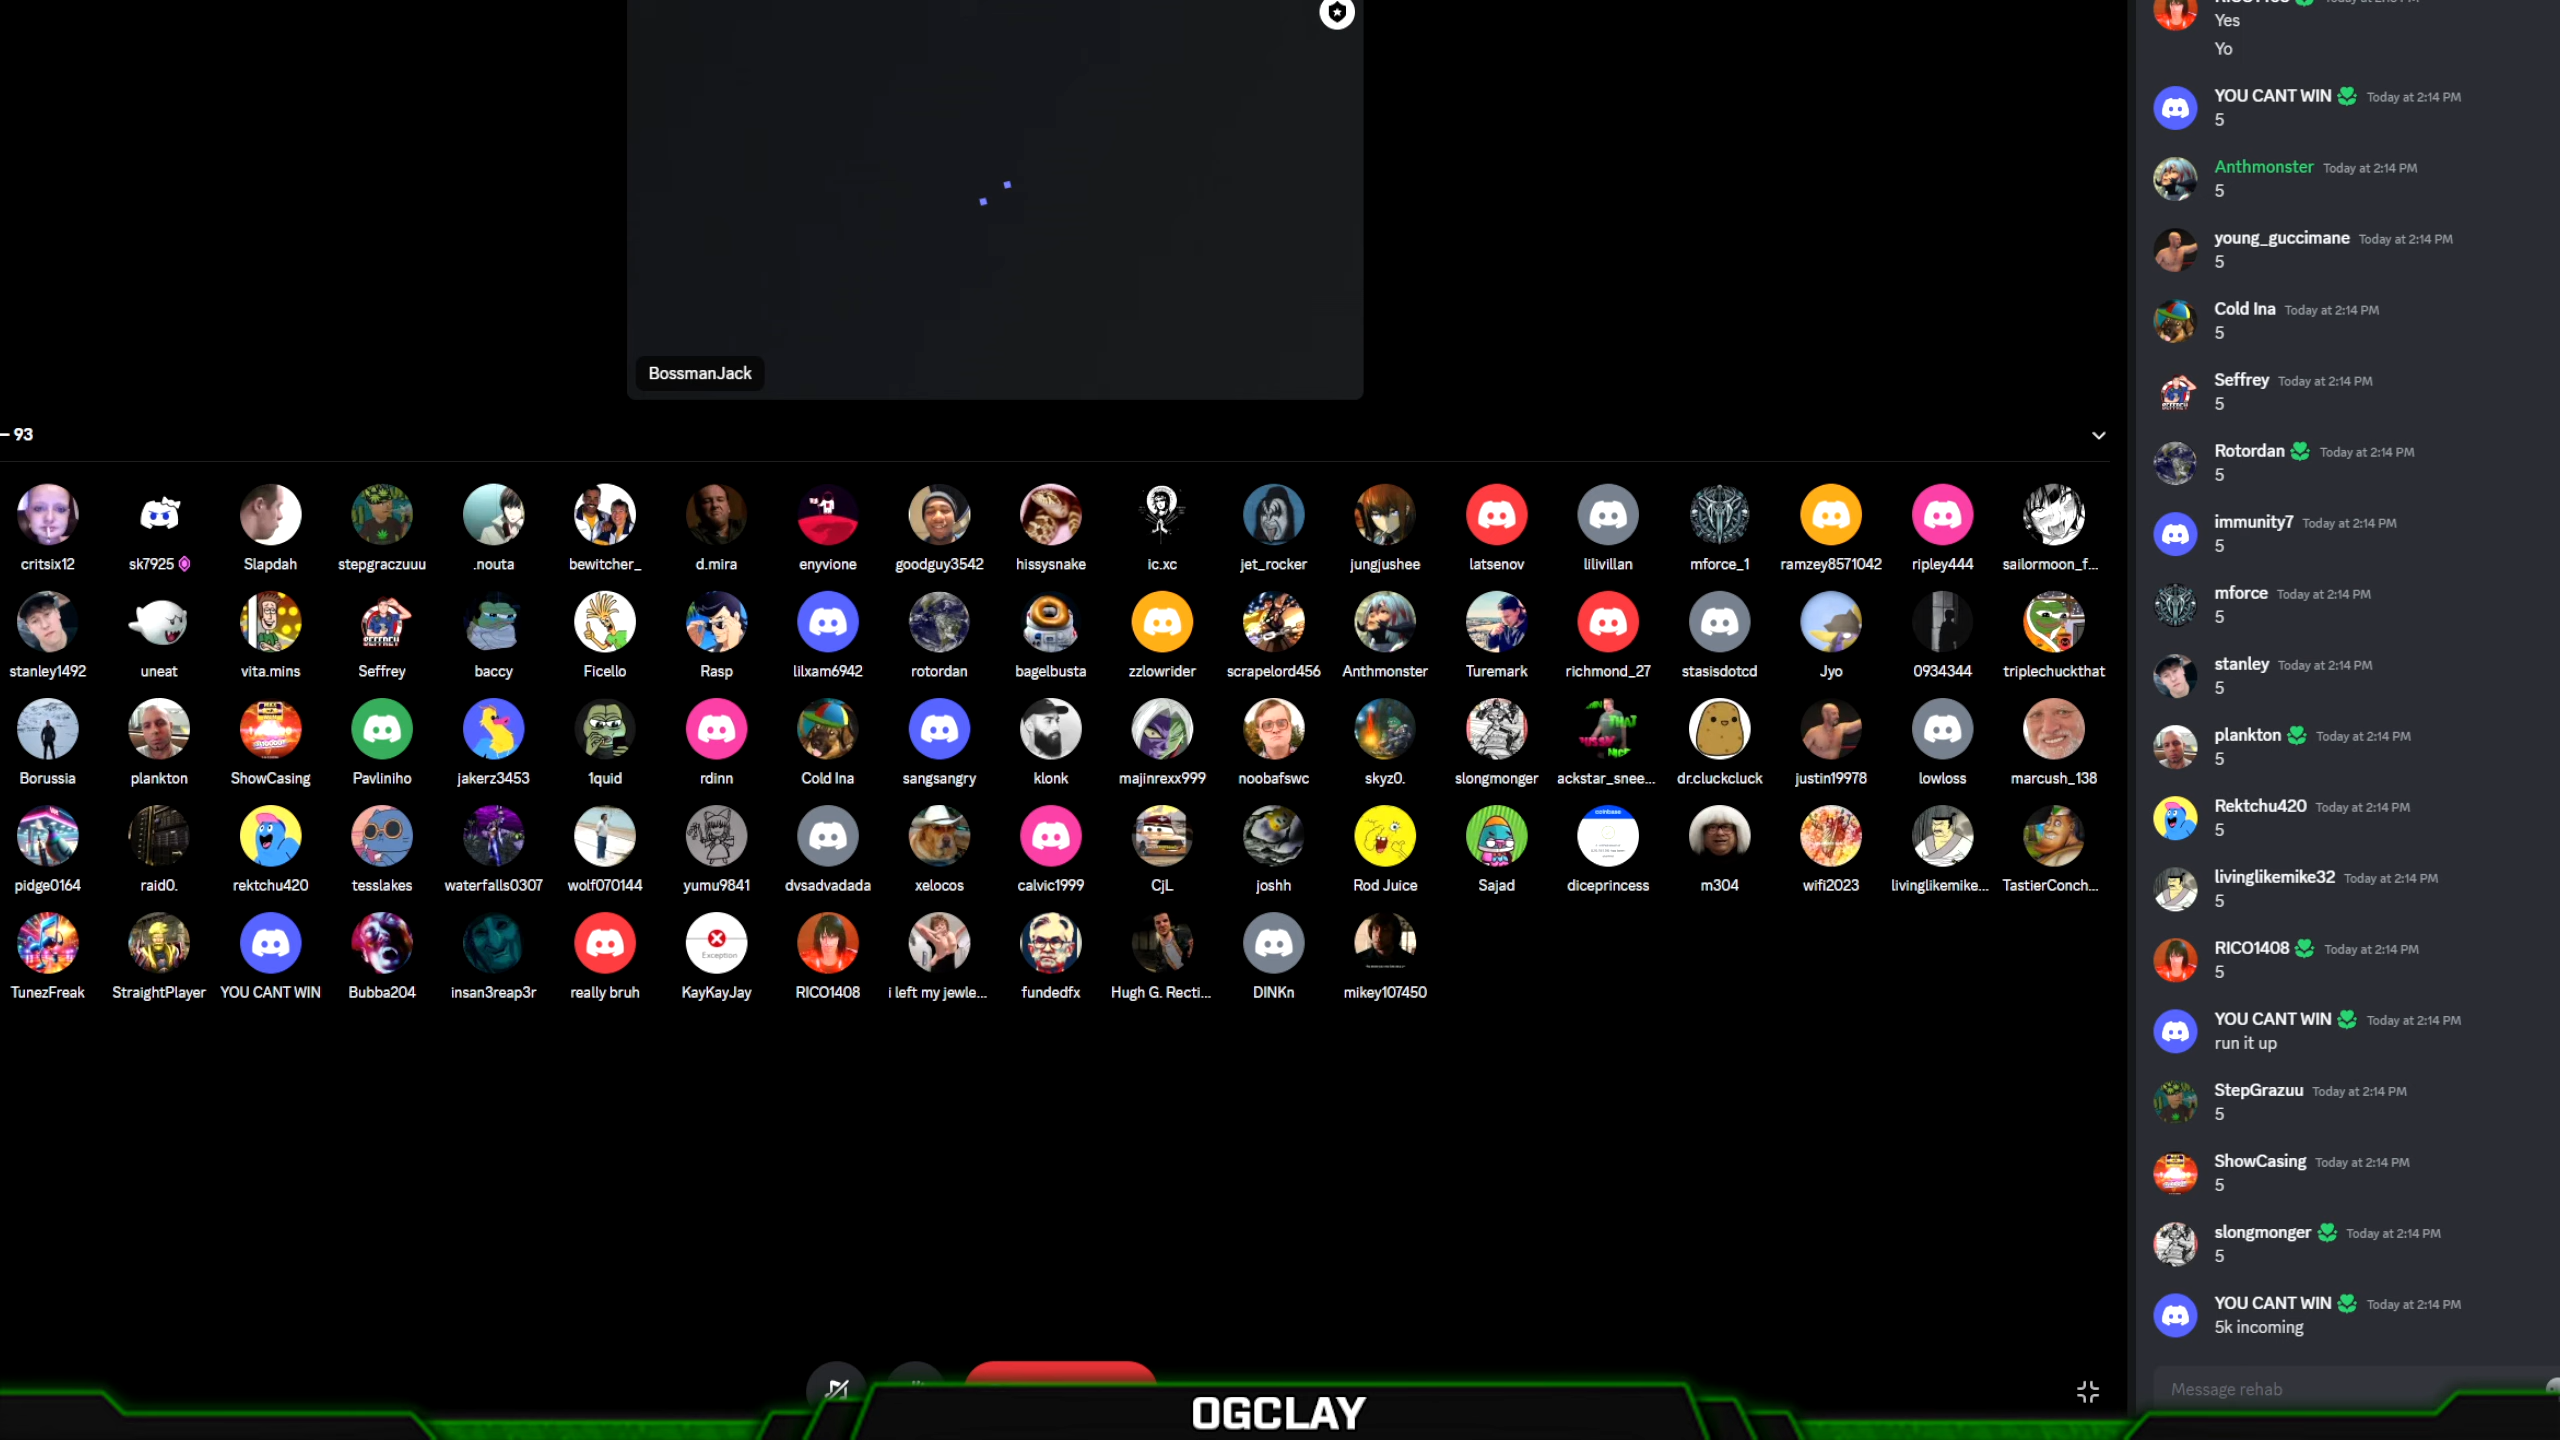 BossmanJack
– 93
critsix12 sk7925 Slapdah stepgraczuuu .nouta bewitcher_ d.mira enyvione goodguy3542 hissysnake ic.xc jet_rocker jungjushee latsenov lilivillan mforce_1 ramzey8571042 ripley444 sailormoon_f...
stanley1492 uneat vita.mins Seffrey baccy Ficello Rasp lilxam6942 rotordan bagelbusta zzlowrider scrapelord456 Anthmonster Turemark richmond_27 stasisdotcd Jyo 0934344 triplechuckthat
Borussia plankton ShowCasing Pavliniho jakerz3453 1quid rdinn Cold Ina sangsangry klonk majinrexx999 noobafswc skyz0. slongmonger ackstar_snee... dr.cluckcluck justin19978 lowloss marcush_138
pidge0164 raid0. rektchu420 tesslakes waterfalls0307 wolf070144 yumu9841 dvsadvadada xelocos calvic1999 CjL joshh Rod Juice Sajad diceprincess m304 wifi2023 livinglikemike... TastierConch...
Exception
TunezFreak StraightPlayer YOU CANT WIN Bubba204 insan3reap3r really bruh KayKayJay RICO1408 i left my jewle... fundedfx Hugh G. Recti... DINKn mikey107450
Yes
Yo
YOU CANT WIN Today at 2:14 PM
5
Anthmonster Today at 2:14 PM
5
young_guccimane Today at 2:14 PM
5
Cold Ina Today at 2:14 PM
5
Seffrey Today at 2:14 PM
5
Rotordan Today at 2:14 PM
5
immunity7 Today at 2:14 PM
5
mforce Today at 2:14 PM
5
stanley Today at 2:14 PM
5
plankton Today at 2:14 PM
5
Rektchu420 Today at 2:14 PM
5
livinglikemike32 Today at 2:14 PM
5
RICO1408 Today at 2:14 PM
5
YOU CANT WIN Today at 2:14 PM
run it up
StepGrazuu Today at 2:14 PM
5
ShowCasing Today at 2:14 PM
5
slongmonger Today at 2:14 PM
5
YOU CANT WIN Today at 2:14 PM
5k incoming
Message rehab
OGCLAY